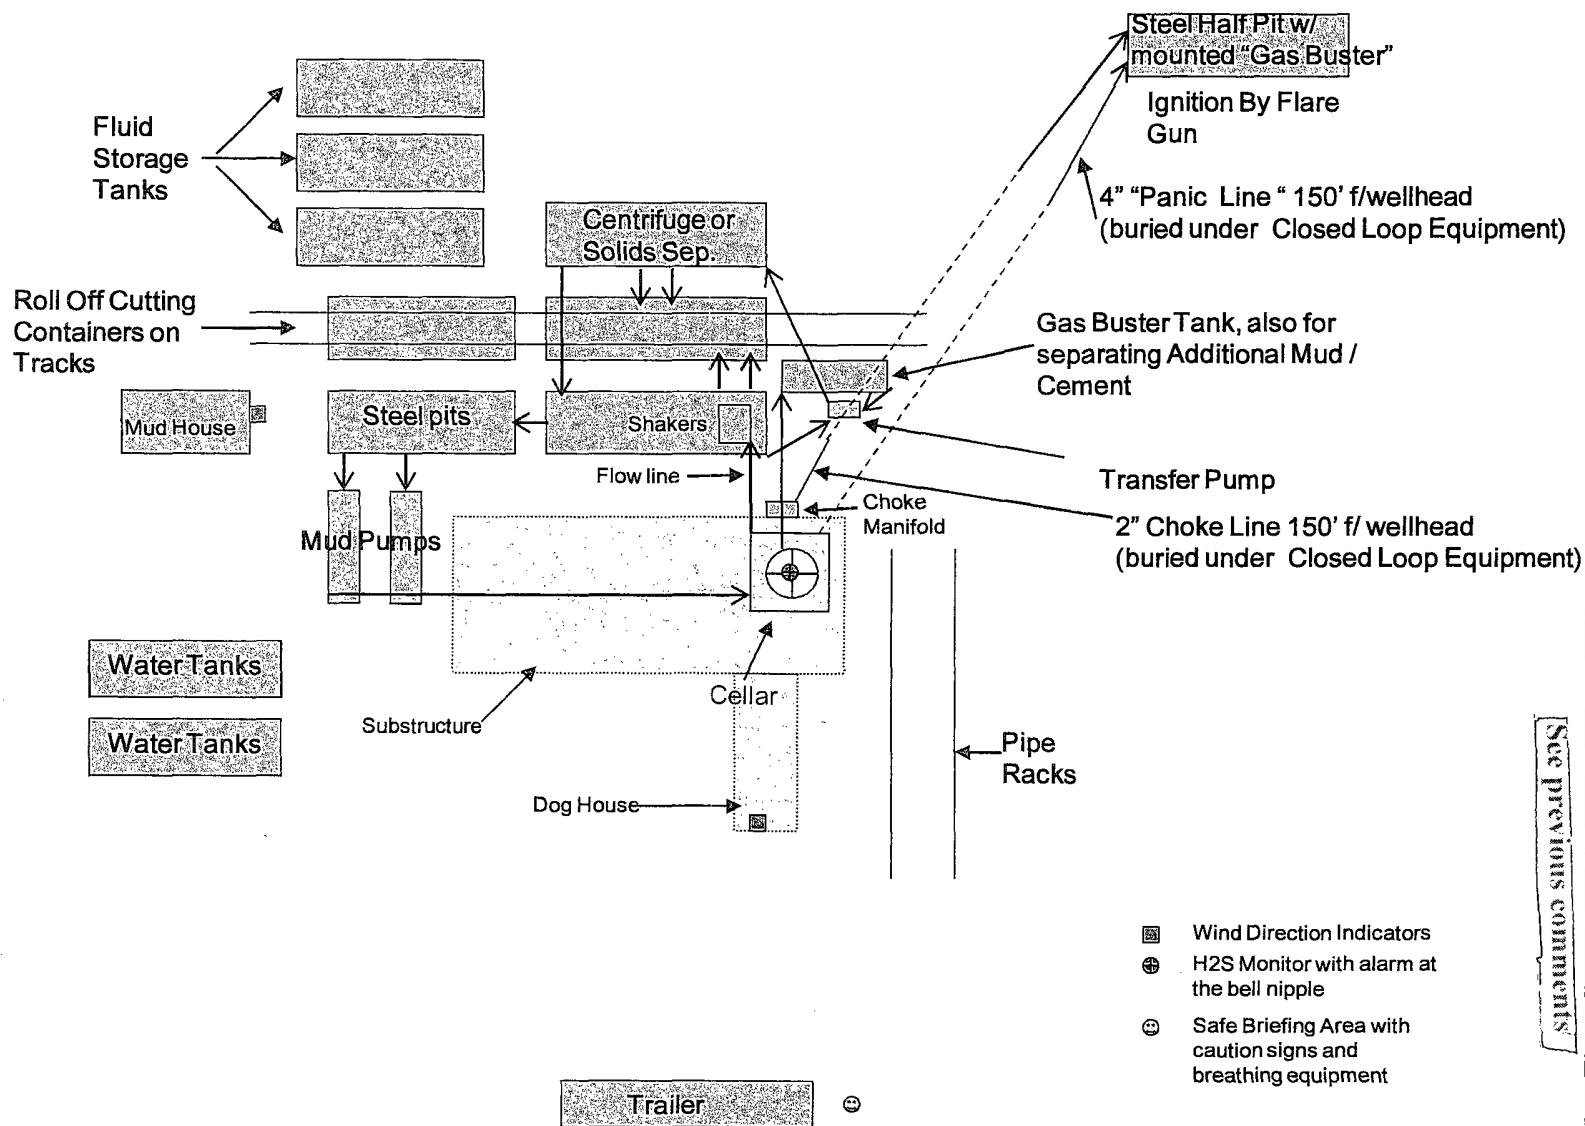 Steel Half Pit w/
mounted "Gas Buster"
Ignition By Flare
Gun
Fluid
Storage
Tanks
4" "Panic Line " 150' f/wellhead
(buried under Closed Loop Equipment)
Centrifuge or
Solids Sep.
Roll Off Cutting
Containers on
Tracks
Gas Buster Tank, also for
separating Additional Mud /
Cement
Mud House
Steel pits
Shakers
Flow line
Transfer Pump
Choke
Manifold
2" Choke Line 150' f/ wellhead
(buried under Closed Loop Equipment)
Mud Pumps
Water Tanks
Cellar
Substructure
Water Tanks
Pipe
Racks
Dog House
See previous comments
Wind Direction Indicators
H2S Monitor with alarm at
the bell nipple
Safe Briefing Area with
caution signs and
breathing equipment
Trailer